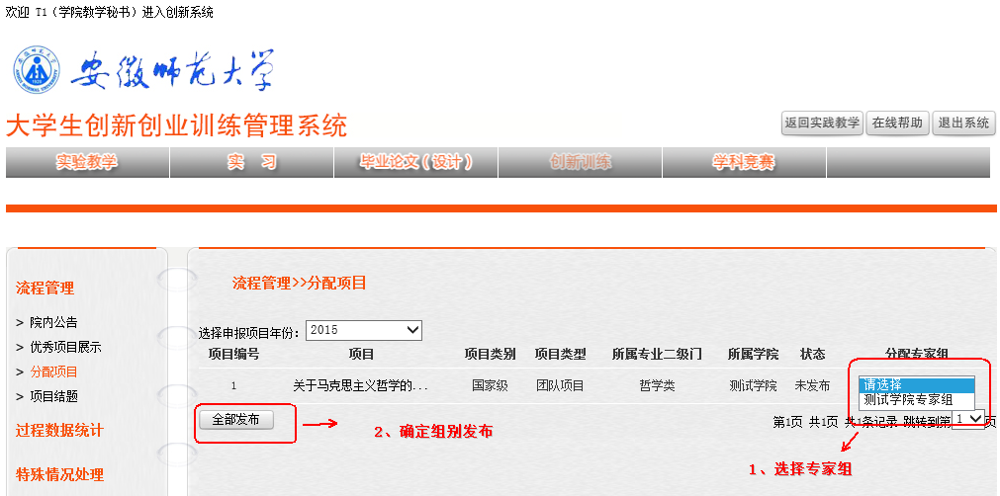 欢迎 T1（学院教学秘书）进入创新系统
安徽师范大学
大学生创新创业训练管理系统
返回实践教学 在线帮助 退出系统
实验教学 实 习 毕业论文（设计） 创新训练 学科竞赛
流程管理
> 院内公告
> 优秀项目展示
> 分配项目
> 项目结题
过程数据统计
特殊情况处理
流程管理>>分配项目
选择申报项目年份： 2015
项目编号 项目 项目类别 项目类型 所属专业二级门 所属学院 状态 分配专家组
1 关于马克思主义哲学的... 国家级 团队项目 哲学类 测试学院 未发布 请选择
测试学院专家组
全部发布
2、确定组别发布
第1页 共1页 共1条记录 跳转到第 1 页
1、选择专家组